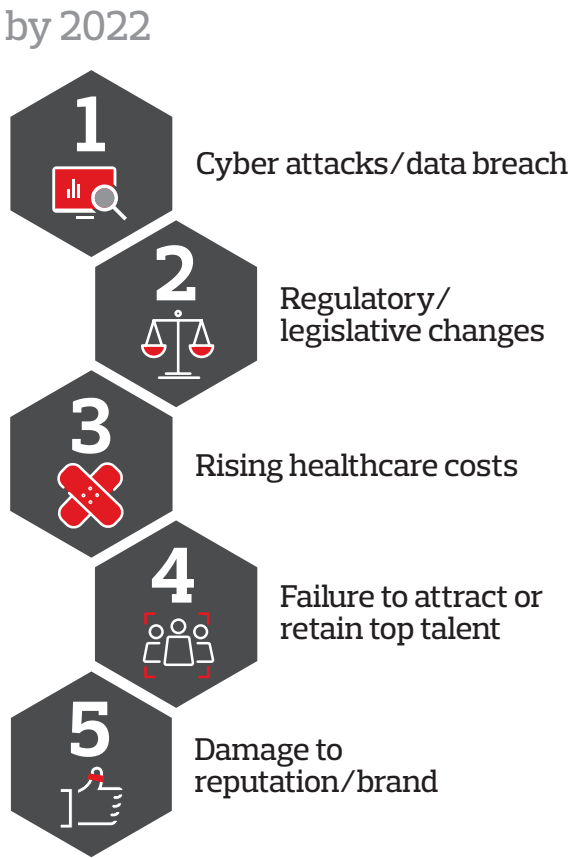 by 2022
1
Cyber attacks/data breach
2
Regulatory/
legislative changes
3
Rising healthcare costs
4
Failure to attract or
retain top talent
5
Damage to
reputation/brand